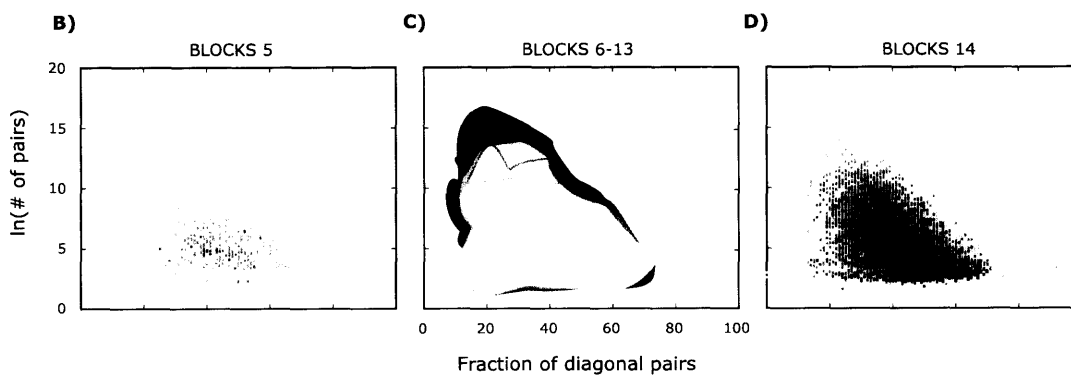 B)
C)
D)
BLOCKS 5
BLOCKS 6-13
BLOCKS 14
20
15
10
5
0
ln(# of pairs)
0 20 40 60 80 100
Fraction of diagonal pairs